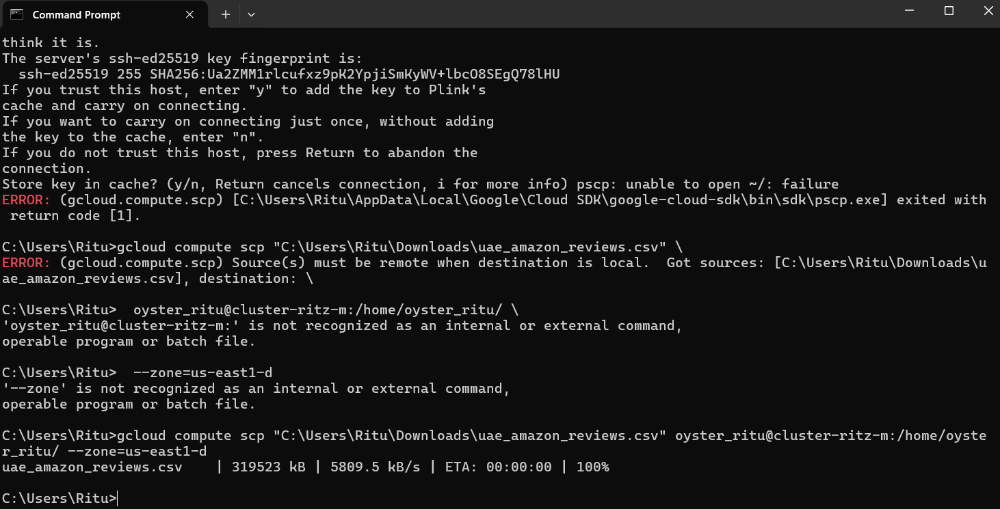 Command Prompt
think it is.
The server's ssh-ed25519 key fingerprint is:
  ssh-ed25519 255 SHA256:Ua2ZMM1rlcufxz9pK2YpjiSmKyWV+lbcO8SEgQ78lHU
If you trust this host, enter "y" to add the key to Plink's
cache and carry on connecting.
If you want to carry on connecting just once, without adding
the key to the cache, enter "n".
If you do not trust this host, press Return to abandon the
connection.
Store key in cache? (y/n, Return cancels connection, i for more info) pscp: unable to open ~/: failure
ERROR: (gcloud.compute.scp) [C:\Users\Ritu\AppData\Local\Google\Cloud SDK\google-cloud-sdk\bin\sdk\pscp.exe] exited with
 return code [1].
C:\Users\Ritu>gcloud compute scp "C:\Users\Ritu\Downloads\uae_amazon_reviews.csv" \
ERROR: (gcloud.compute.scp) Source(s) must be remote when destination is local.  Got sources: [C:\Users\Ritu\Downloads\u
ae_amazon_reviews.csv], destination: \
C:\Users\Ritu>  oyster_ritu@cluster-ritz-m:/home/oyster_ritu/ \
'oyster_ritu@cluster-ritz-m:' is not recognized as an internal or external command,
operable program or batch file.
C:\Users\Ritu>  --zone=us-east1-d
'--zone' is not recognized as an internal or external command,
operable program or batch file.
C:\Users\Ritu>gcloud compute scp "C:\Users\Ritu\Downloads\uae_amazon_reviews.csv" oyster_ritu@cluster-ritz-m:/home/oyste
r_ritu/ --zone=us-east1-d
uae_amazon_reviews.csv    | 319523 kB | 5809.5 kB/s | ETA: 00:00:00 | 100%
C:\Users\Ritu>